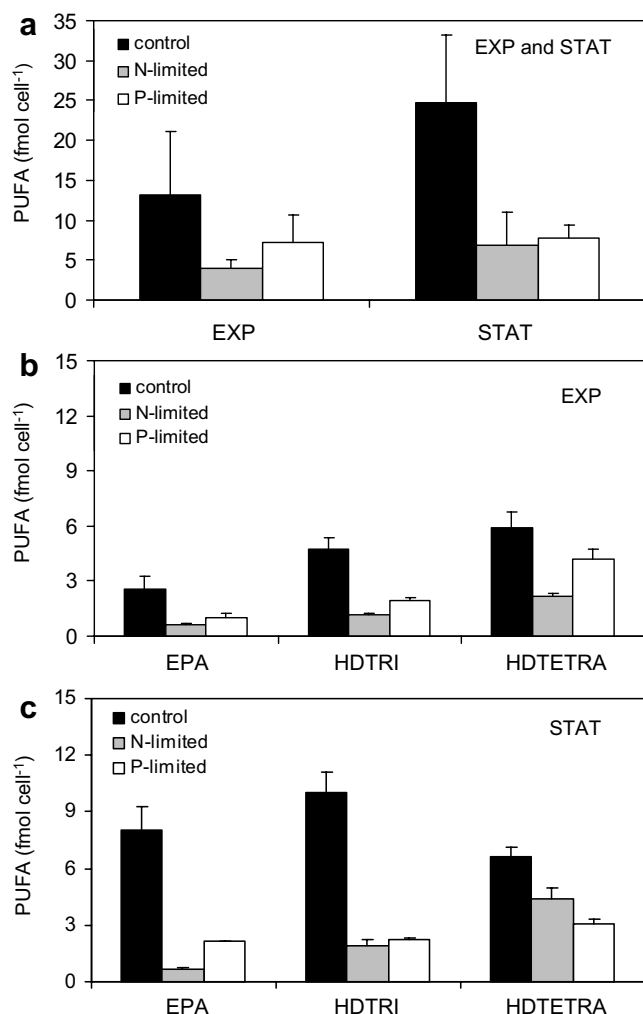 a
control
N-limited
P-limited
EXP and STAT
PUFA (fmol cell-1)
35
30
25
20
15
10
5
0
EXP STAT
b
control
N-limited
P-limited
EXP
PUFA (fmol cell-1)
15
12
9
6
3
0
EPA HDTRI HDTETRA
c
control
N-limited
P-limited
STAT
PUFA (fmol cell-1)
15
12
9
6
3
0
EPA HDTRI HDTETRA